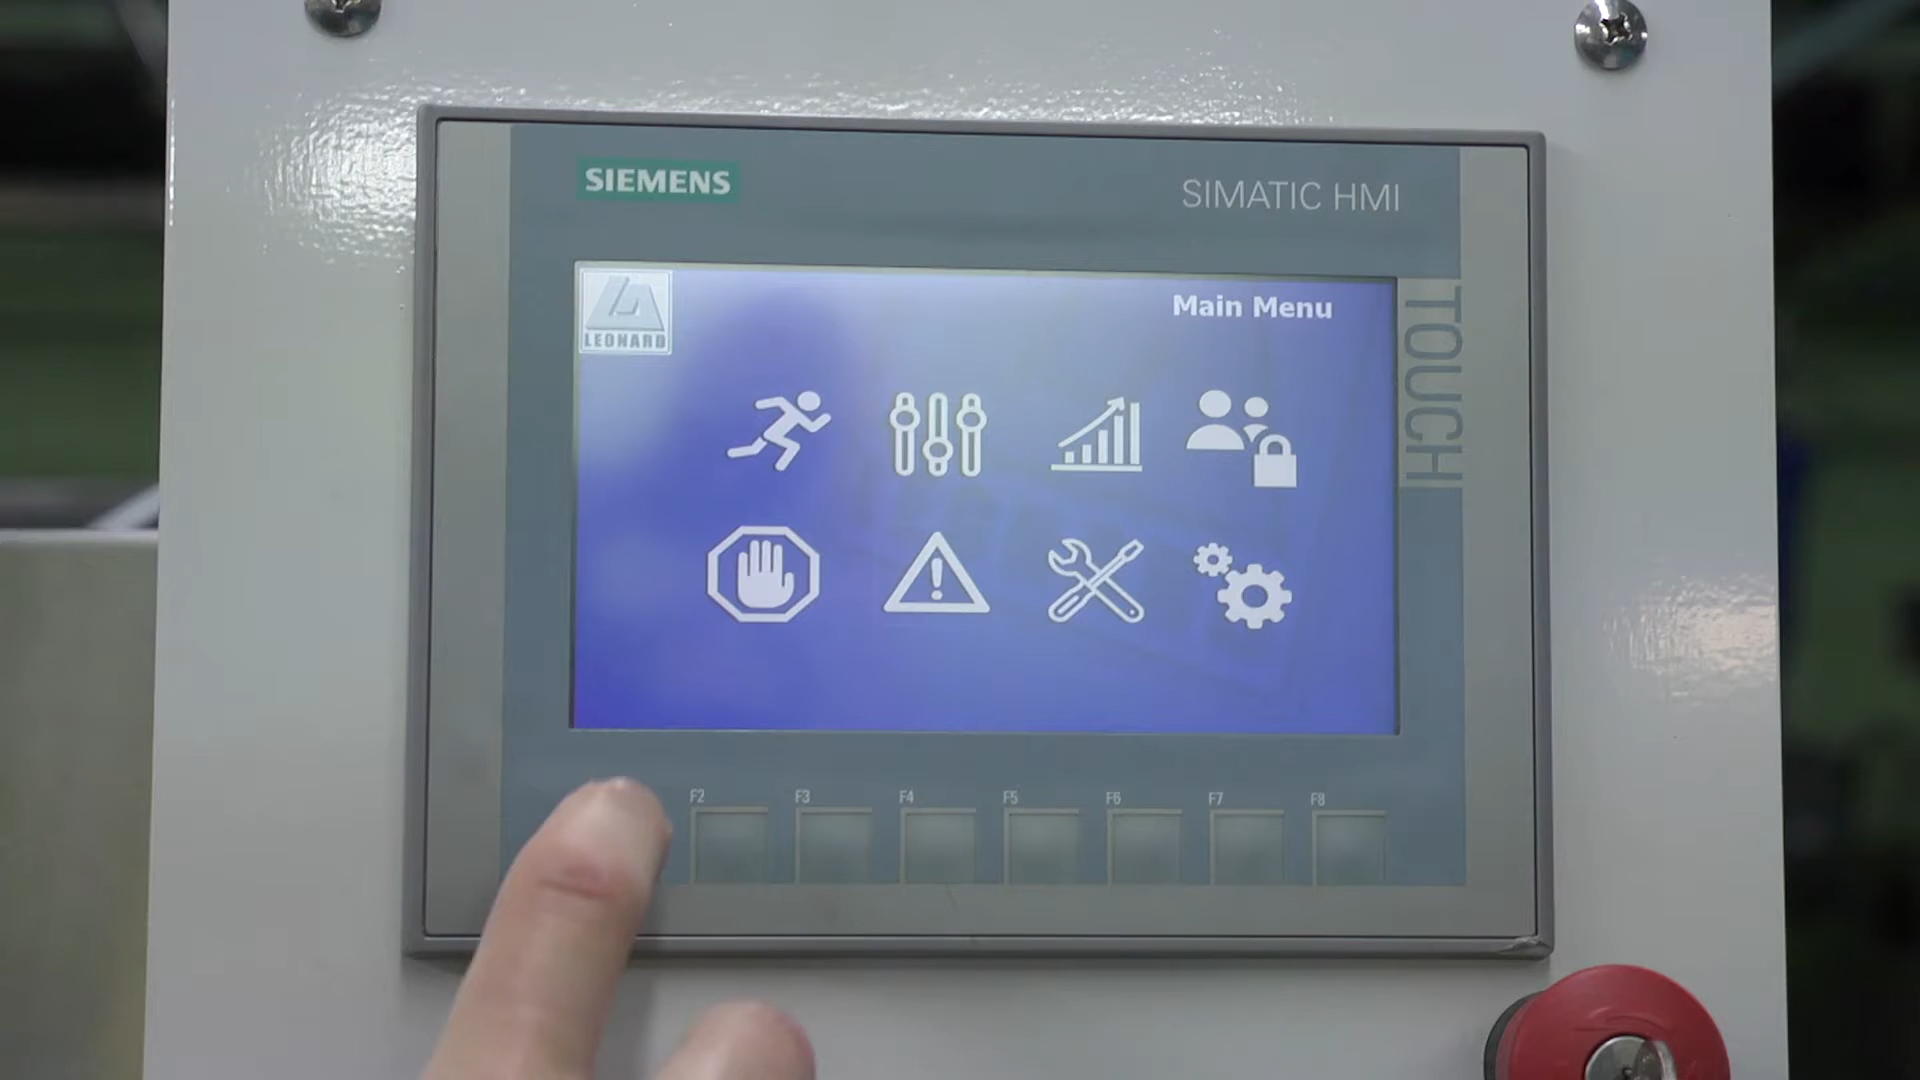 SIEMENS
SIMATIC HMI
LEONARD
Main Menu
TOUCH
F2
F3
F4
F5
F6
F7
F8